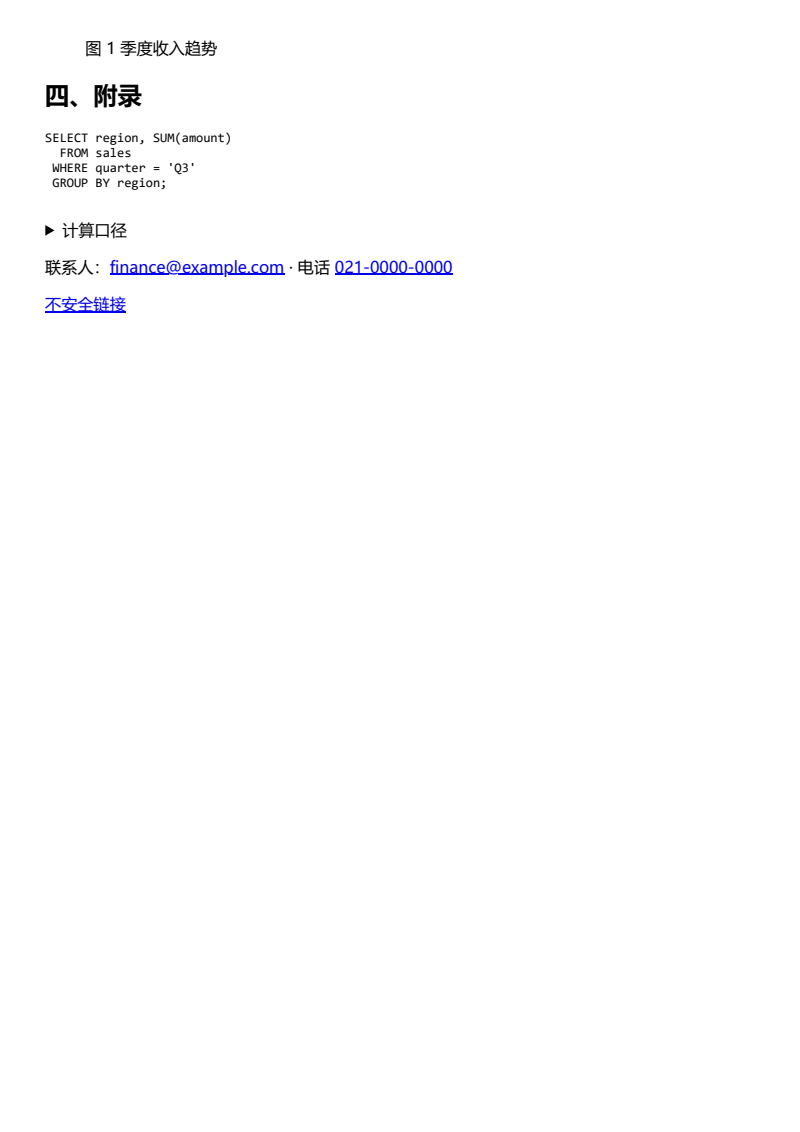 图 1 季度收入趋势
四、附录
SELECT region, SUM(amount)
  FROM sales
 WHERE quarter = 'Q3'
 GROUP BY region;
▶ 计算口径
联系人：finance@example.com · 电话 021-0000-0000
不安全链接